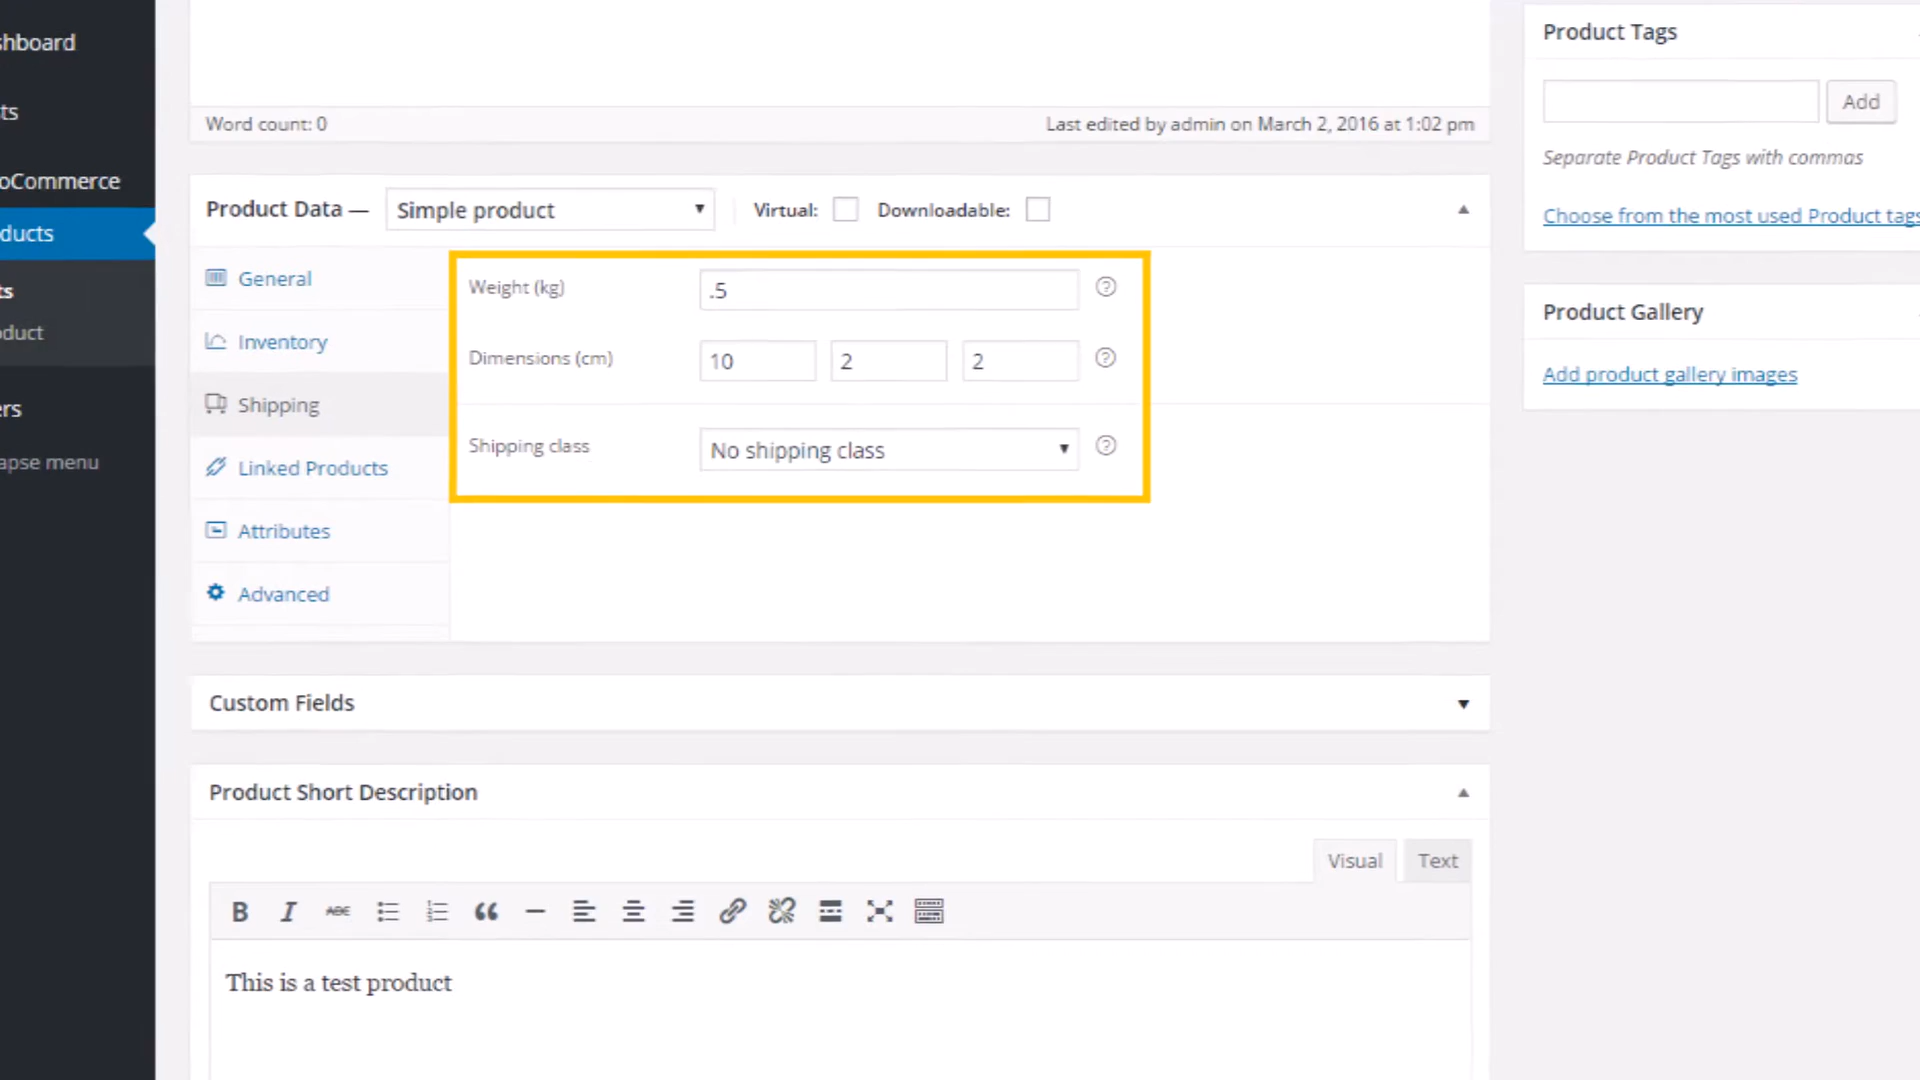 shboard
ts
oCommerce
ducts
ts
oduct
ers
apse menu
Word count: 0
Last edited by admin on March 2, 2016 at 1:02 pm
Product Data — Simple product
Virtual:
Downloadable:
General
Inventory
Shipping
Linked Products
Attributes
Advanced
Weight (kg)
.5
Dimensions (cm)
10
2
2
Shipping class
No shipping class
Custom Fields
Product Short Description
Visual
Text
B I ABC
This is a test product
Product Tags
Add
Separate Product Tags with commas
Choose from the most used Product tags
Product Gallery
Add product gallery images